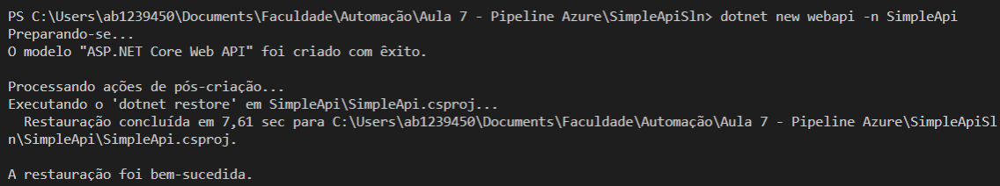 PS C:\Users\ab1239450\Documents\Faculdade\Automação\Aula 7 - Pipeline Azure\SimpleApiSln> dotnet new webapi -n SimpleApi
Preparando-se...
O modelo "ASP.NET Core Web API" foi criado com êxito.

Processando ações de pós-criação...
Executando o 'dotnet restore' em SimpleApi\SimpleApi.csproj...
  Restauração concluída em 7,61 sec para C:\Users\ab1239450\Documents\Faculdade\Automação\Aula 7 - Pipeline Azure\SimpleApiSl
n\SimpleApi\SimpleApi.csproj.

A restauração foi bem-sucedida.